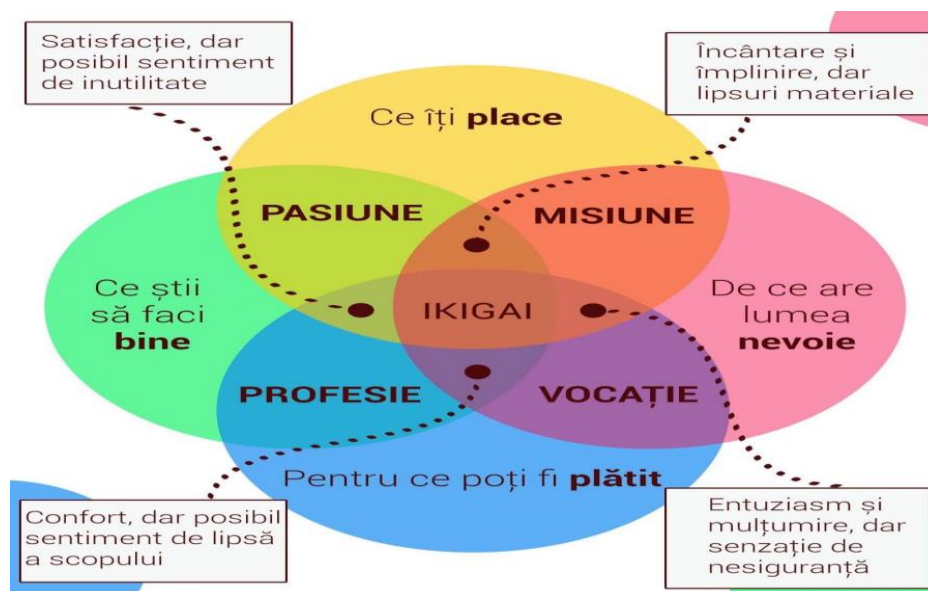 Satisfacție, dar
posibil sentiment
de inutilitate
Încântare și
împlinire, dar
lipsuri materiale
Ce îți place
PASIUNE
MISIUNE
Ce știi
să faci
bine
IKIGAI
De ce are
lumea
nevoie
PROFESIE
VOCAȚIE
Pentru ce poți fi plătit
Confort, dar posibil
sentiment de lipsă
a scopului
Entuziasm și
mulțumire, dar
senzație de
nesiguranță